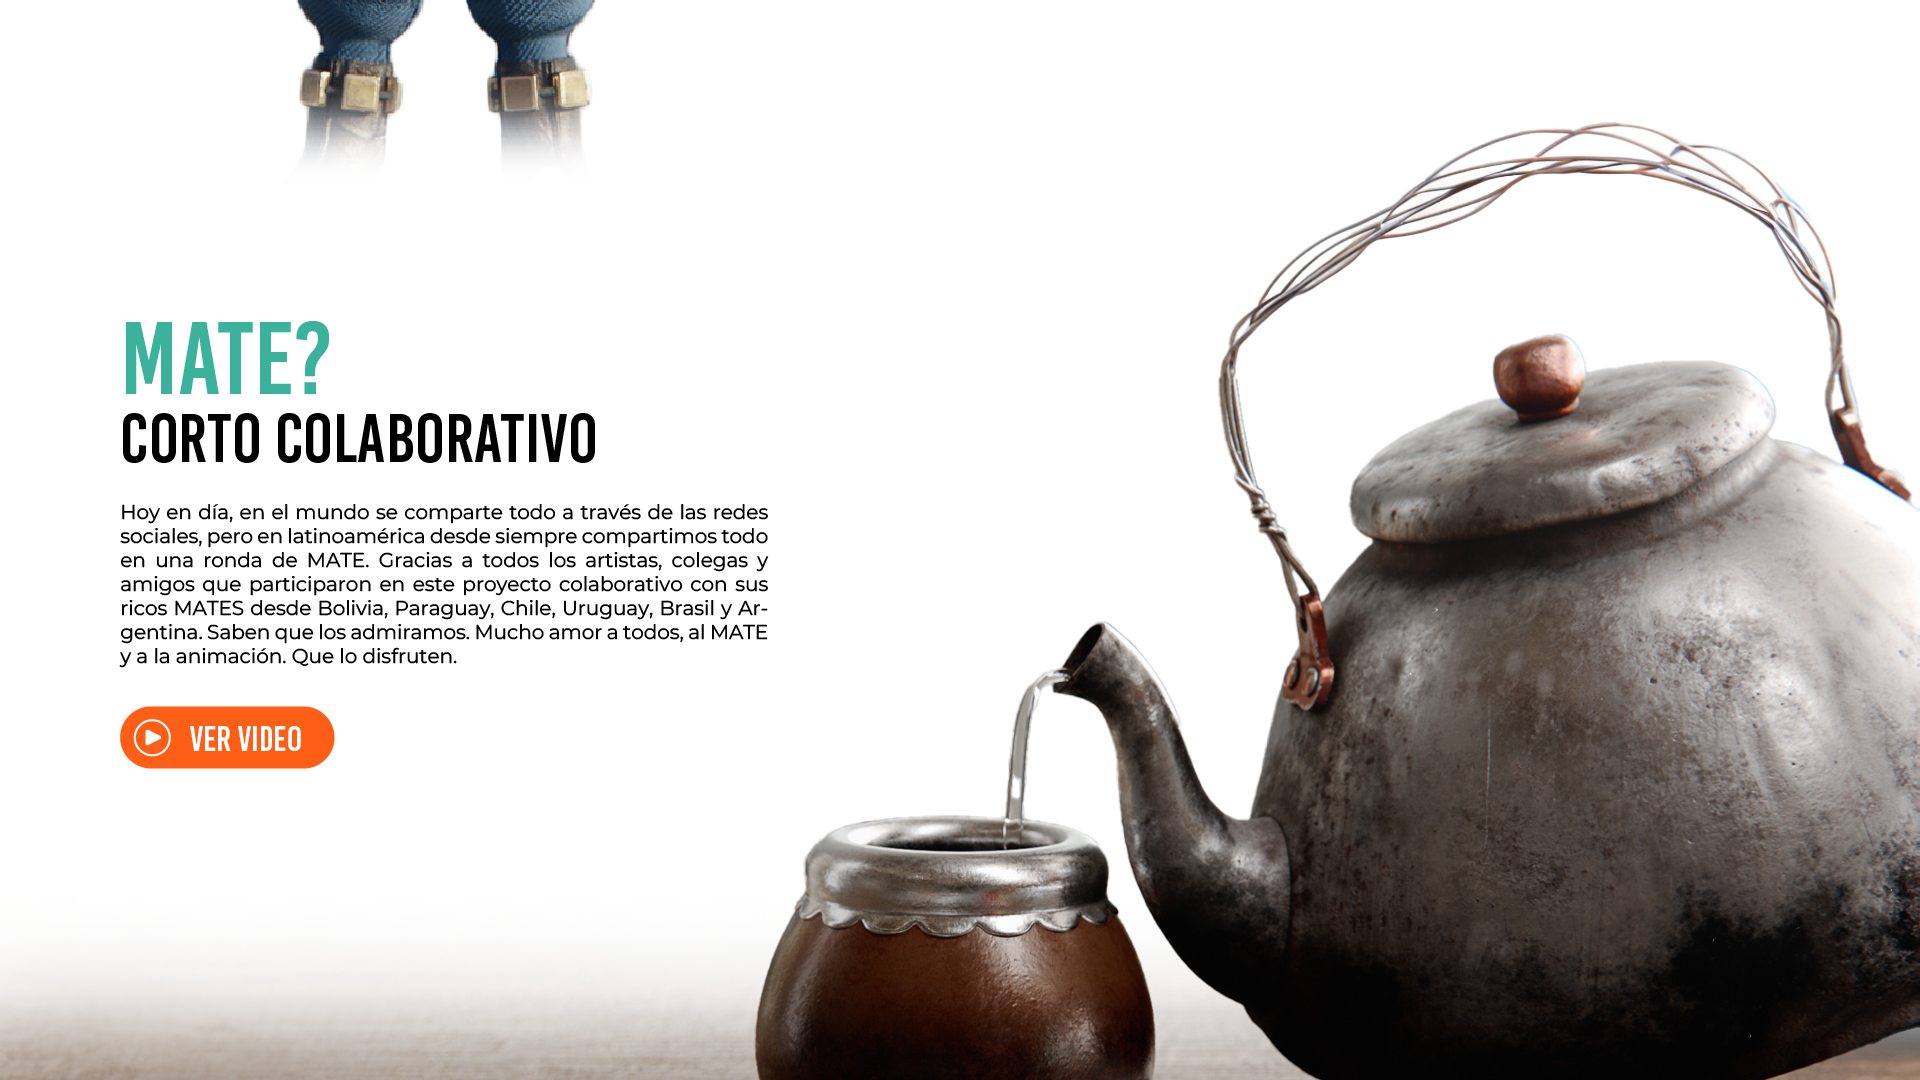 MATE?
CORTO COLABORATIVO
Hoy en día, en el mundo se comparte todo a través de las redes
sociales, pero en latinoamérica desde siempre compartimos todo
en una ronda de MATE. Gracias a todos los artistas, colegas y
amigos que participaron en este proyecto colaborativo con sus
ricos MATES desde Bolivia, Paraguay, Chile, Uruguay, Brasil y Ar-
gentina. Saben que los admiramos. Mucho amor a todos, al MATE
y a la animación. Que lo disfruten.
VER VIDEO